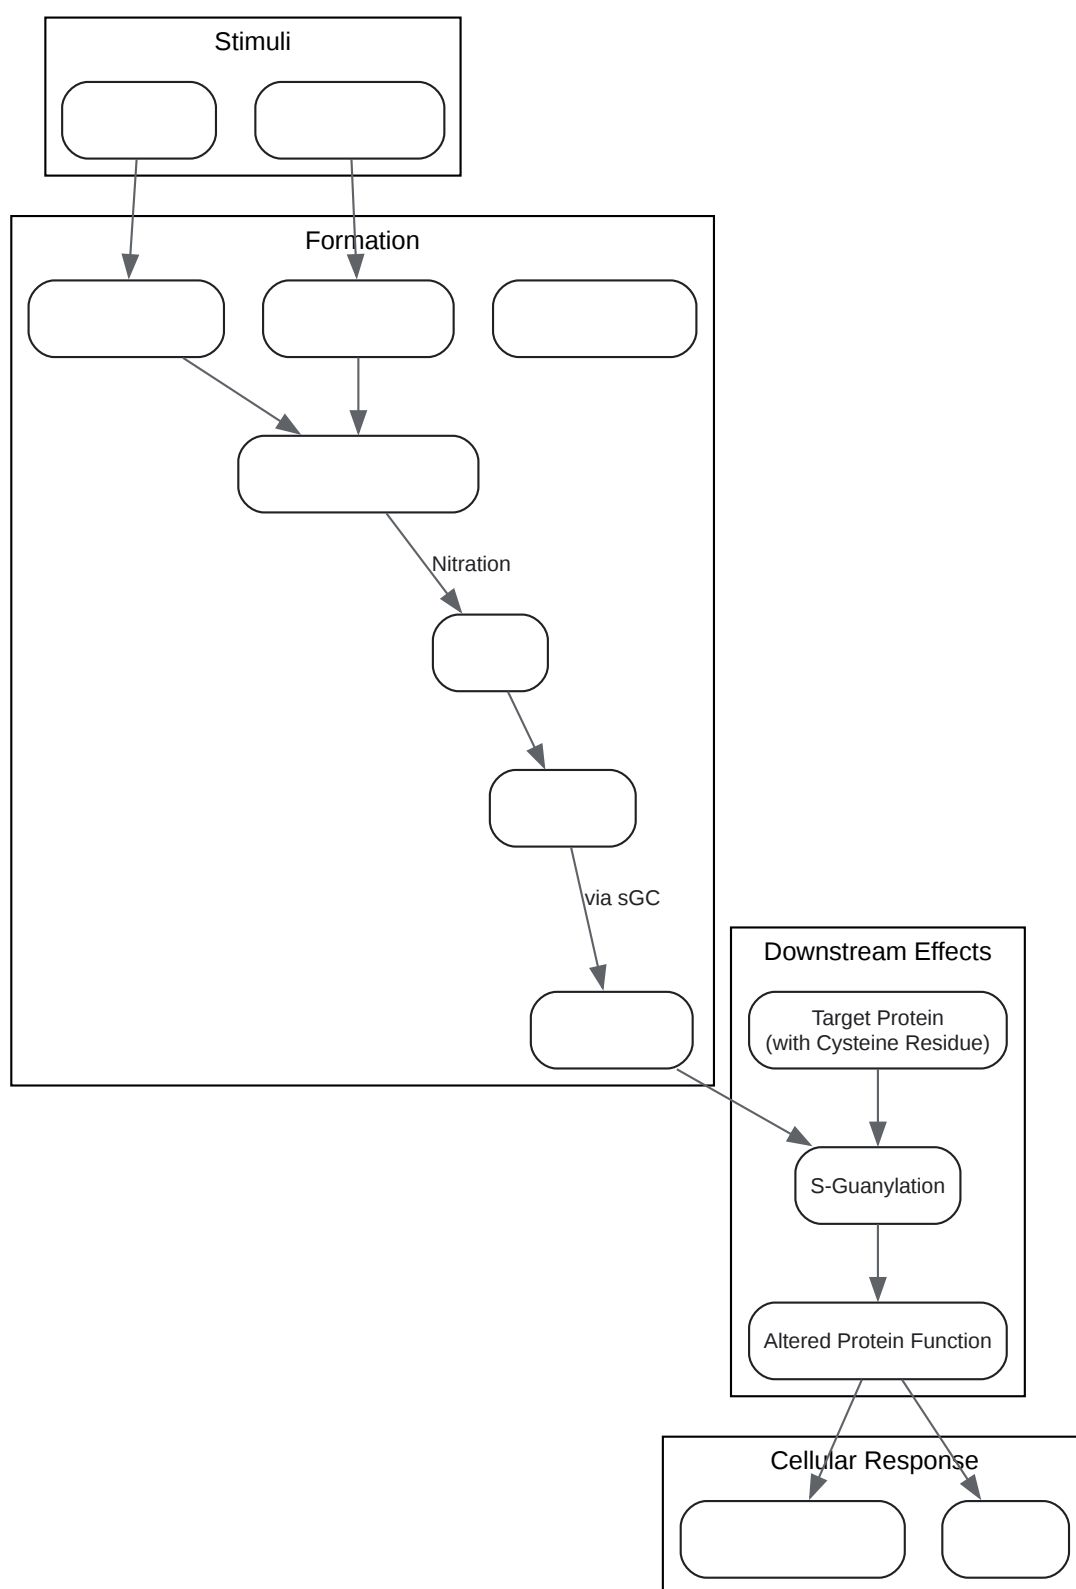 Stimuli
Formation
Nitration
via sGC
Downstream Effects
Target Protein
(with Cysteine Residue)
S-Guanylation
Altered Protein Function
Cellular Response